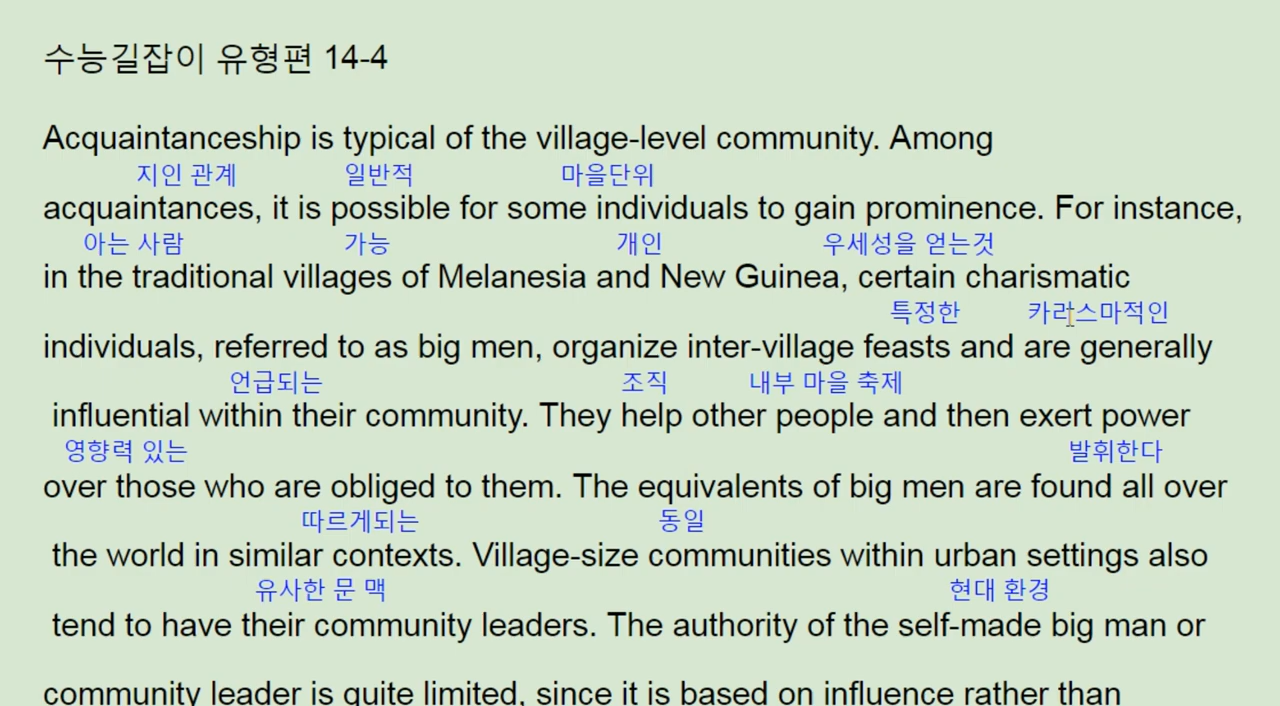 수능길잡이 유형편 14-4
Acquaintanceship is typical of the village-level community. Among
지인 관계 일반적 마을단위
acquaintances, it is possible for some individuals to gain prominence. For instance,
아는 사람 가능 개인 우세성을 얻는것
in the traditional villages of Melanesia and New Guinea, certain charismatic
특정한 카라스마적인
individuals, referred to as big men, organize inter-village feasts and are generally
언급되는 조직 내부 마을 축제
influential within their community. They help other people and then exert power
영향력 있는 발휘한다
over those who are obliged to them. The equivalents of big men are found all over
따르게되는 동일
the world in similar contexts. Village-size communities within urban settings also
유사한 문 맥 현대 환경
tend to have their community leaders. The authority of the self-made big man or
community leader is quite limited, since it is based on influence rather than